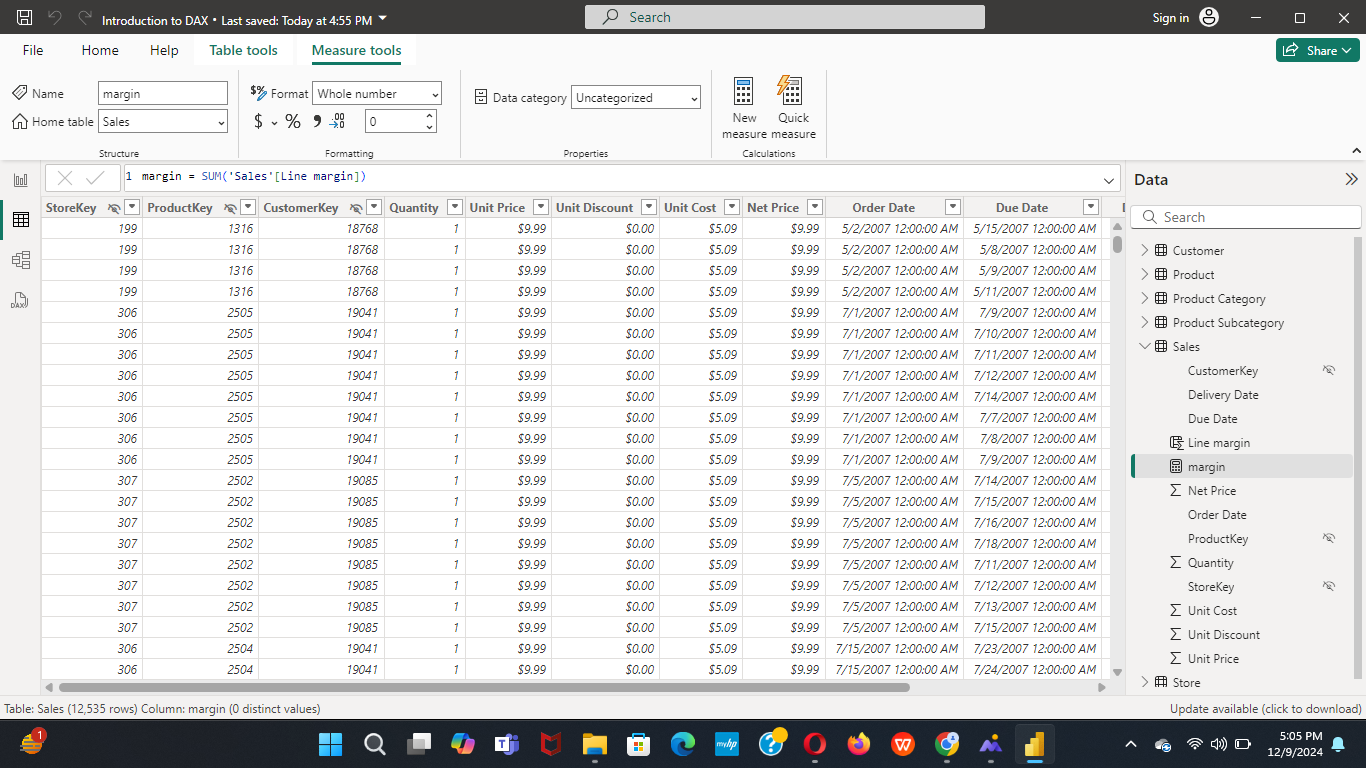 Introduction to DAX • Last saved: Today at 4:55 PM
Search
Sign in
File Home Help Table tools Measure tools
Share
Name margin
Home table Sales
Structure
$% Format Whole number
$ % 0
Formatting
Data category Uncategorized
Properties
New measure
Quick measure
Calculations
1 margin = SUM('Sales'[Line margin])
StoreKey ProductKey CustomerKey Quantity Unit Price Unit Discount Unit Cost Net Price Order Date Due Date
199 1316 18768 1 $9.99 $0.00 $5.09 $9.99 5/2/2007 12:00:00 AM 5/15/2007 12:00:00 AM
199 1316 18768 1 $9.99 $0.00 $5.09 $9.99 5/2/2007 12:00:00 AM 5/8/2007 12:00:00 AM
199 1316 18768 1 $9.99 $0.00 $5.09 $9.99 5/2/2007 12:00:00 AM 5/9/2007 12:00:00 AM
199 1316 18768 1 $9.99 $0.00 $5.09 $9.99 5/2/2007 12:00:00 AM 5/11/2007 12:00:00 AM
306 2505 19041 1 $9.99 $0.00 $5.09 $9.99 7/1/2007 12:00:00 AM 7/9/2007 12:00:00 AM
306 2505 19041 1 $9.99 $0.00 $5.09 $9.99 7/1/2007 12:00:00 AM 7/10/2007 12:00:00 AM
306 2505 19041 1 $9.99 $0.00 $5.09 $9.99 7/1/2007 12:00:00 AM 7/11/2007 12:00:00 AM
306 2505 19041 1 $9.99 $0.00 $5.09 $9.99 7/1/2007 12:00:00 AM 7/12/2007 12:00:00 AM
306 2505 19041 1 $9.99 $0.00 $5.09 $9.99 7/1/2007 12:00:00 AM 7/14/2007 12:00:00 AM
306 2505 19041 1 $9.99 $0.00 $5.09 $9.99 7/1/2007 12:00:00 AM 7/7/2007 12:00:00 AM
306 2505 19041 1 $9.99 $0.00 $5.09 $9.99 7/1/2007 12:00:00 AM 7/8/2007 12:00:00 AM
306 2505 19041 1 $9.99 $0.00 $5.09 $9.99 7/1/2007 12:00:00 AM 7/9/2007 12:00:00 AM
307 2502 19085 1 $9.99 $0.00 $5.09 $9.99 7/5/2007 12:00:00 AM 7/14/2007 12:00:00 AM
307 2502 19085 1 $9.99 $0.00 $5.09 $9.99 7/5/2007 12:00:00 AM 7/15/2007 12:00:00 AM
307 2502 19085 1 $9.99 $0.00 $5.09 $9.99 7/5/2007 12:00:00 AM 7/16/2007 12:00:00 AM
307 2502 19085 1 $9.99 $0.00 $5.09 $9.99 7/5/2007 12:00:00 AM 7/18/2007 12:00:00 AM
307 2502 19085 1 $9.99 $0.00 $5.09 $9.99 7/5/2007 12:00:00 AM 7/11/2007 12:00:00 AM
307 2502 19085 1 $9.99 $0.00 $5.09 $9.99 7/5/2007 12:00:00 AM 7/12/2007 12:00:00 AM
307 2502 19085 1 $9.99 $0.00 $5.09 $9.99 7/5/2007 12:00:00 AM 7/13/2007 12:00:00 AM
307 2502 19085 1 $9.99 $0.00 $5.09 $9.99 7/5/2007 12:00:00 AM 7/15/2007 12:00:00 AM
306 2504 19041 1 $9.99 $0.00 $5.09 $9.99 7/15/2007 12:00:00 AM 7/23/2007 12:00:00 AM
306 2504 19041 1 $9.99 $0.00 $5.09 $9.99 7/15/2007 12:00:00 AM 7/24/2007 12:00:00 AM
Data
Search
Customer
Product
Product Category
Product Subcategory
Sales
CustomerKey
Delivery Date
Due Date
Line margin
margin
Net Price
Order Date
ProductKey
Quantity
StoreKey
Unit Cost
Unit Discount
Unit Price
Store
Table: Sales (12,535 rows) Column: margin (0 distinct values)
Update available (click to download)
1
myhp
5:05 PM
12/9/2024